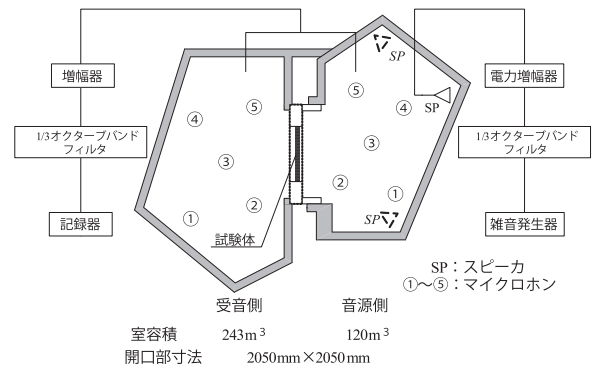 SP
増幅器
電力増幅器
⑤
⑤
④
④
SP
1/3オクターブバンド
フィルタ
1/3オクターブバンド
フィルタ
③
③
②
②
①
①
SP
記録器
試験体
雑音発生器
SP：スピーカ
①～⑤：マイクロホン
受音側 音源側
室容積 243m³ 120m³
開口部寸法 2050mm×2050mm